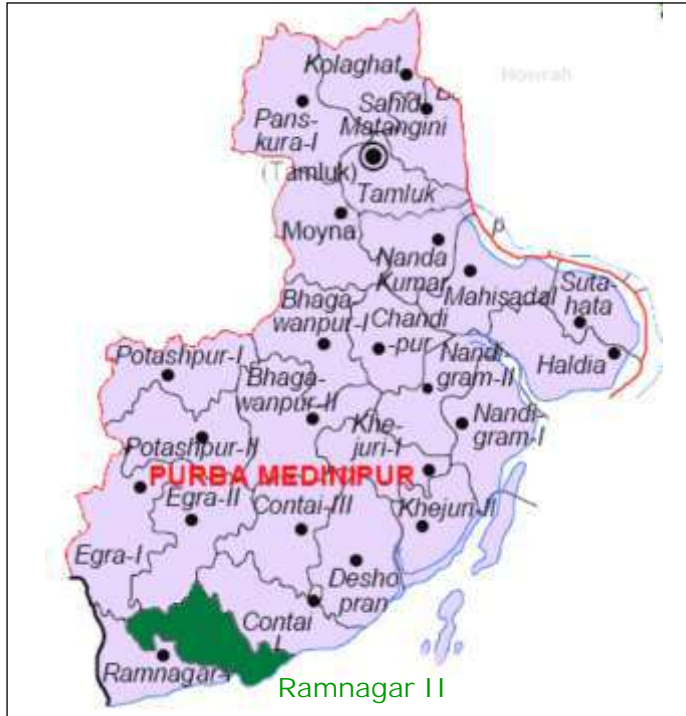 Kolaghat
Howrah
Sahid
Matangini
Pans-
kura-I
(Tamluk)
Tamluk
Moyna
Nanda
Kumar
Mahisadal
Suta-
hata
Haldia
Bhaga
wanpur-I
Chandi
-pur
Nandi-
gram-II
Nandi-
gram-I
Potashpur-I
Bhaga-
wanpur-II
Khe-
juri-I
Potashpur-II
PURBA MEDINIPUR
Egra-II
Contai-III
Khejuri-II
Egra-I
Desho
pran
Contai
I
Ramnagar-I
Ramnagar II